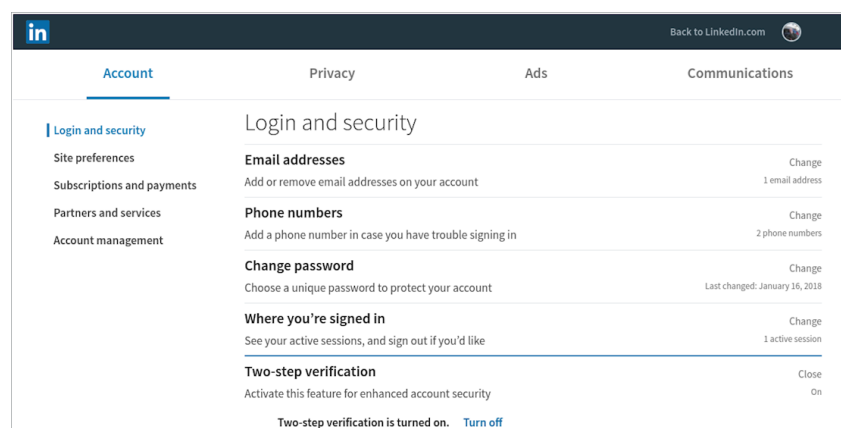 in
Back to LinkedIn.com
Account Privacy Ads Communications
Login and security
Site preferences
Subscriptions and payments
Partners and services
Account management
Login and security
Email addresses Change
Add or remove email addresses on your account 1 email address
Phone numbers Change
Add a phone number in case you have trouble signing in 2 phone numbers
Change password Change
Choose a unique password to protect your account Last changed: January 16, 2018
Where you’re signed in Change
See your active sessions, and sign out if you’d like 1 active session
Two-step verification Close
Activate this feature for enhanced account security On
Two-step verification is turned on. Turn off